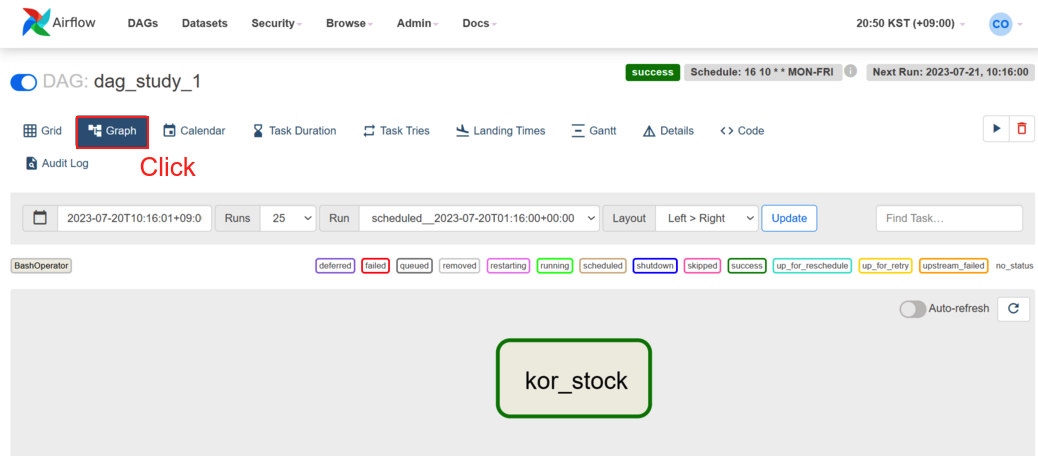 Airflow DAGs Datasets Security Browse Admin Docs 20:50 KST (+09:00) CO
DAG: dag_study_1 success Schedule: 16 10 * * MON-FRI Next Run: 2023-07-21, 10:16:00
Grid Graph Calendar Task Duration Task Tries Landing Times Gantt Details <> Code
Audit Log Click
2023-07-20T10:16:01+09:0 Runs 25 Run scheduled__2023-07-20T01:16:00+00:00 Layout Left > Right Update Find Task...
BashOperator deferred failed queued removed restarting running scheduled shutdown skipped success up_for_reschedule up_for_retry upstream_failed no_status
Auto-refresh
kor_stock